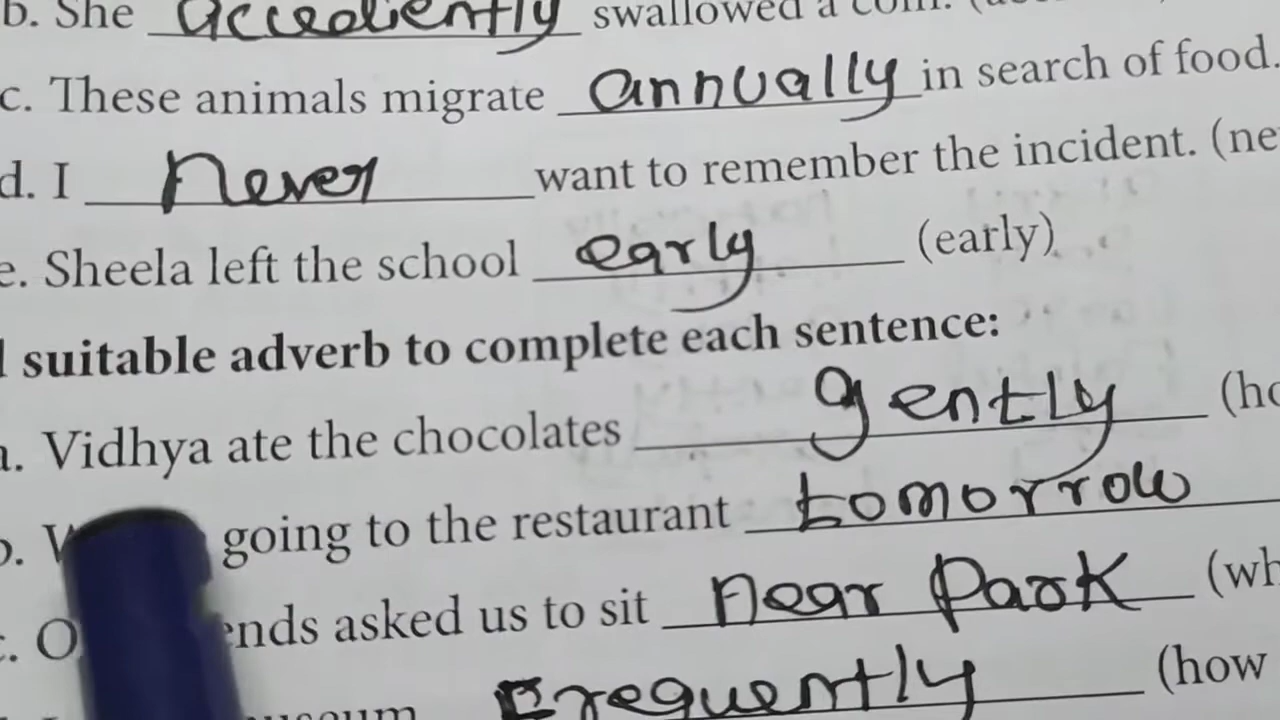 b. She accediently swallowed a coin. (
c. These animals migrate annually in search of food.
d. I never want to remember the incident. (ne
e. Sheela left the school early (early)
suitable adverb to complete each sentence:
a. Vidhya ate the chocolates gently (ho
b. going to the restaurant tomorrow
c. O ends asked us to sit near park (wh
useum frequently (how